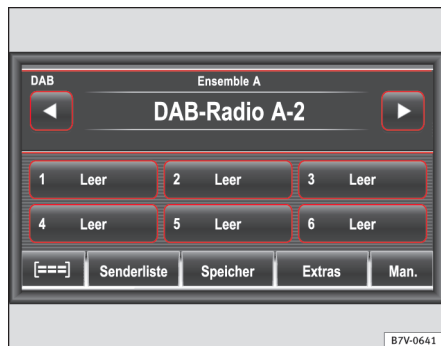 DAB
Ensemble A
DAB-Radio A-2
1 Leer 2 Leer 3 Leer
4 Leer 5 Leer 6 Leer
[===] Senderliste Speicher Extras Man.
B7V-0641